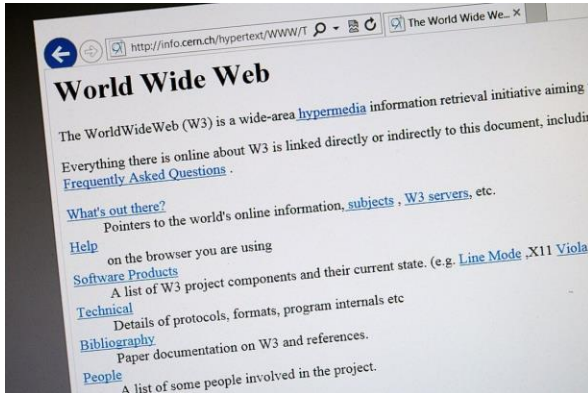 http://info.cern.ch/hypertext/WWW/T
The World Wide We... ×
World Wide Web
The WorldWideWeb (W3) is a wide-area hypermedia information retrieval initiative aiming
Everything there is online about W3 is linked directly or indirectly to this document, includin
Frequently Asked Questions .
What's out there?
Pointers to the world's online information, subjects , W3 servers, etc.
Help
on the browser you are using
Software Products
A list of W3 project components and their current state. (e.g. Line Mode ,X11 Viola
Technical
Details of protocols, formats, program internals etc
Bibliography
Paper documentation on W3 and references.
People
A list of some people involved in the project.